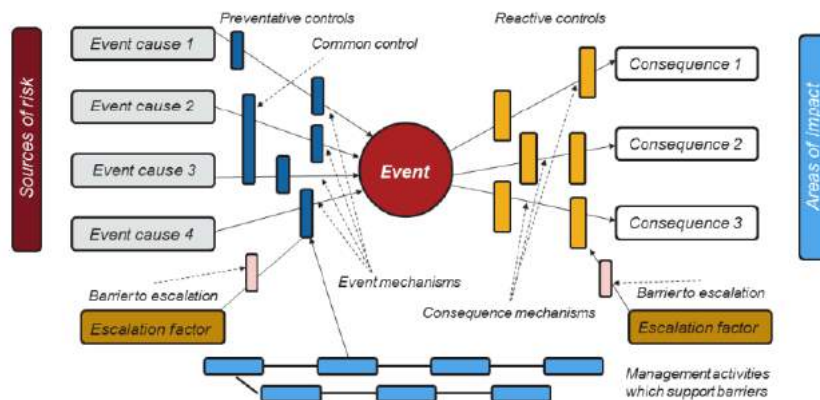 Preventative controls
Reactive controls
Sources of risk
Event cause 1
Event cause 2
Event cause 3
Event cause 4
Common control
Event
Consequence 1
Consequence 2
Consequence 3
Areas of impact
Barrier to escalation
Event mechanisms
Consequence mechanisms
Barrier to escalation
Escalation factor
Escalation factor
Management activities
which support barriers